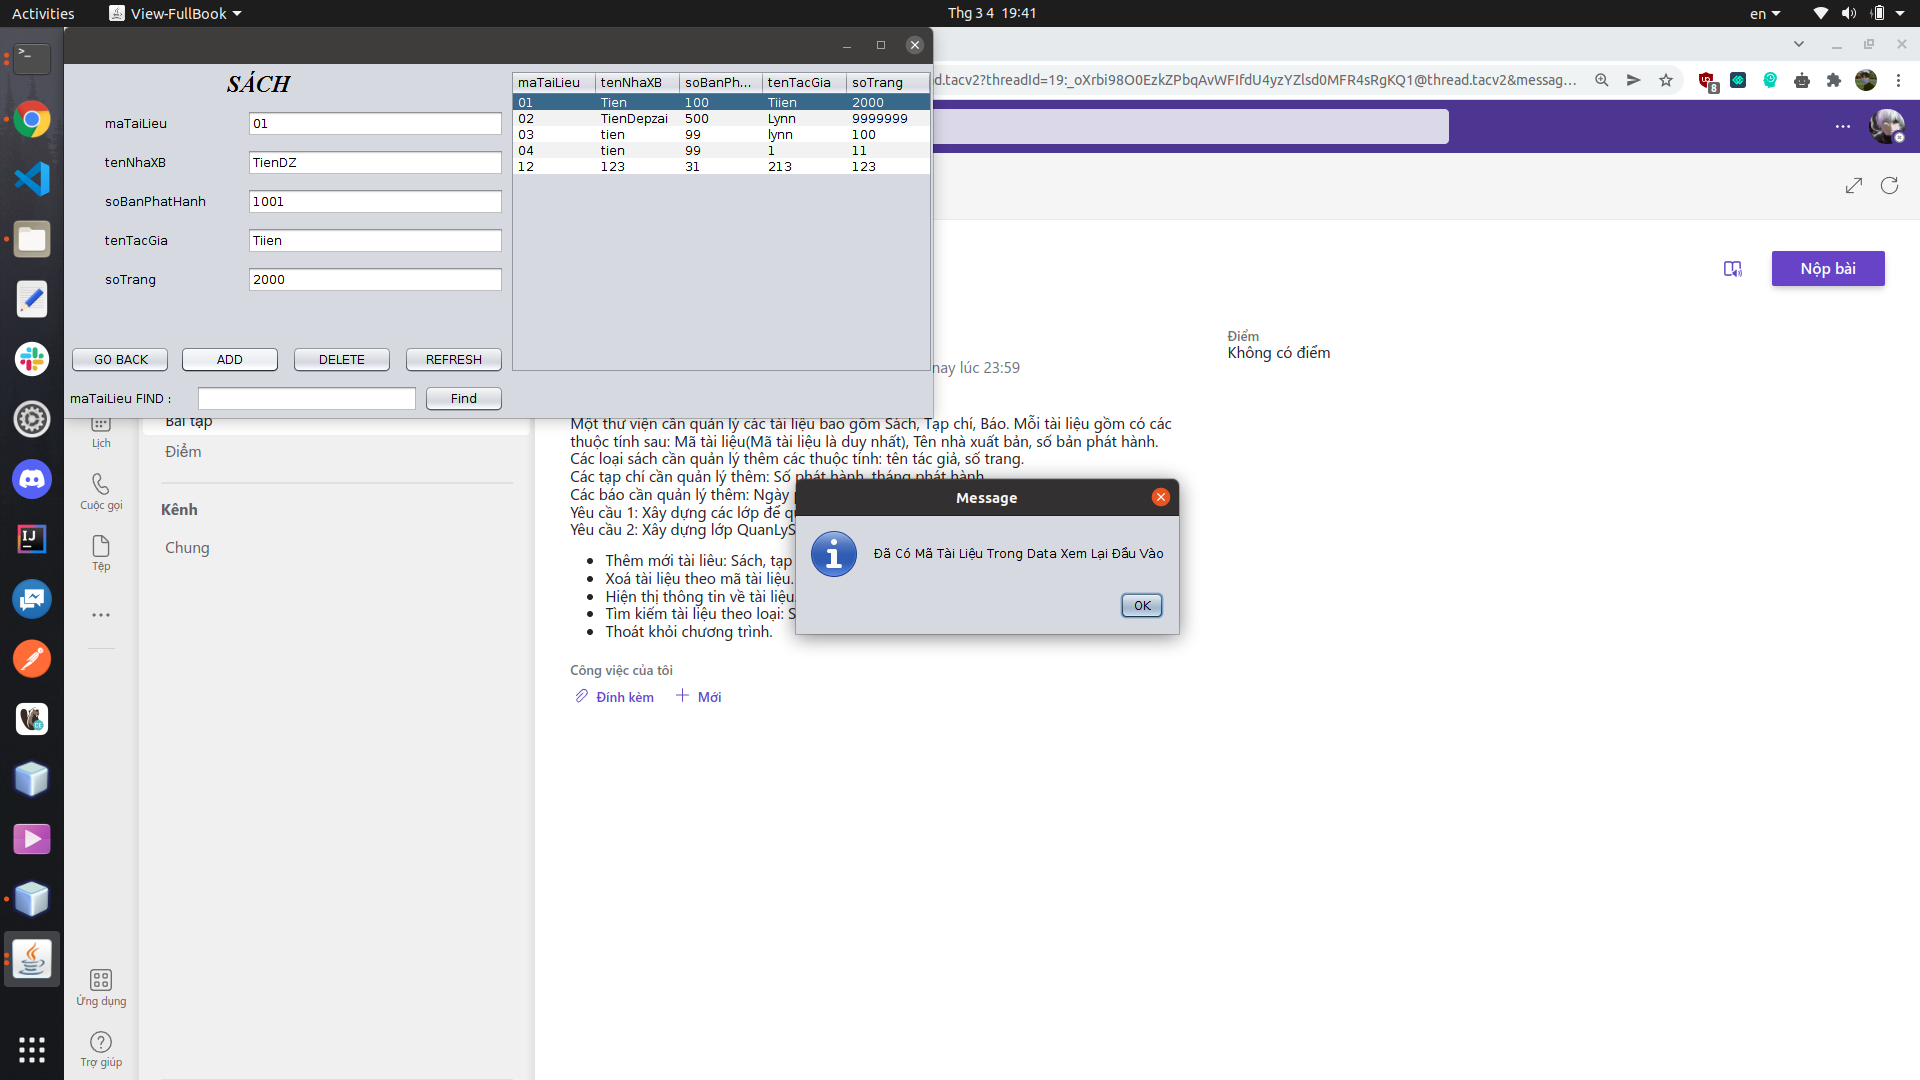 Activities
View-FullBook
Thg 3 4 19:41
en
SÁCH
maTaiLieu
01
tenNhaXB
TienDZ
soBanPhatHanh
1001
tenTacGia
Tiien
soTrang
2000
GO BACK
ADD
DELETE
REFRESH
maTaiLieu FIND :
Find
maTaiLieu tenNhaXB soBanPh... tenTacGia soTrang
01 Tien 100 Tiien 2000
02 TienDepzai 500 Lynn 9999999
03 tien 99 lynn 100
04 tien 99 1 11
12 123 31 213 123
d.tacv2?threadId=19:_oXrbi98O0EzkZPbqAvWFIfdU4yzYZlsd0MFR4sRgKQ1@thread.tacv2&messag...
8
Nộp bài
Điểm
Không có điểm
nay lúc 23:59
Lịch
Cuộc gọi
Tệp
Ứng dụng
Trợ giúp
Bài tập
Điểm
Kênh
Chung
Một thư viện cần quản lý các tài liệu bao gồm Sách, Tạp chí, Báo. Mỗi tài liệu gồm có các
thuộc tính sau: Mã tài liệu(Mã tài liệu là duy nhất), Tên nhà xuất bản, số bản phát hành.
Các loại sách cần quản lý thêm các thuộc tính: tên tác giả, số trang.
Các tạp chí cần quản lý thêm: Số phát hành, tháng phát hành.
Các báo cần quản lý thêm: Ngày
Yêu cầu 1: Xây dựng các lớp để
Yêu cầu 2: Xây dựng lớp QuanLyS
Thêm mới tài liêu: Sách, tạp
Xoá tài liệu theo mã tài liệu.
Hiện thị thông tin về tài liệu
Tìm kiếm tài liệu theo loại: S
Thoát khỏi chương trình.
Công việc của tôi
Đính kèm
Mới
Message
Đã Có Mã Tài Liệu Trong Data Xem Lại Đầu Vào
OK